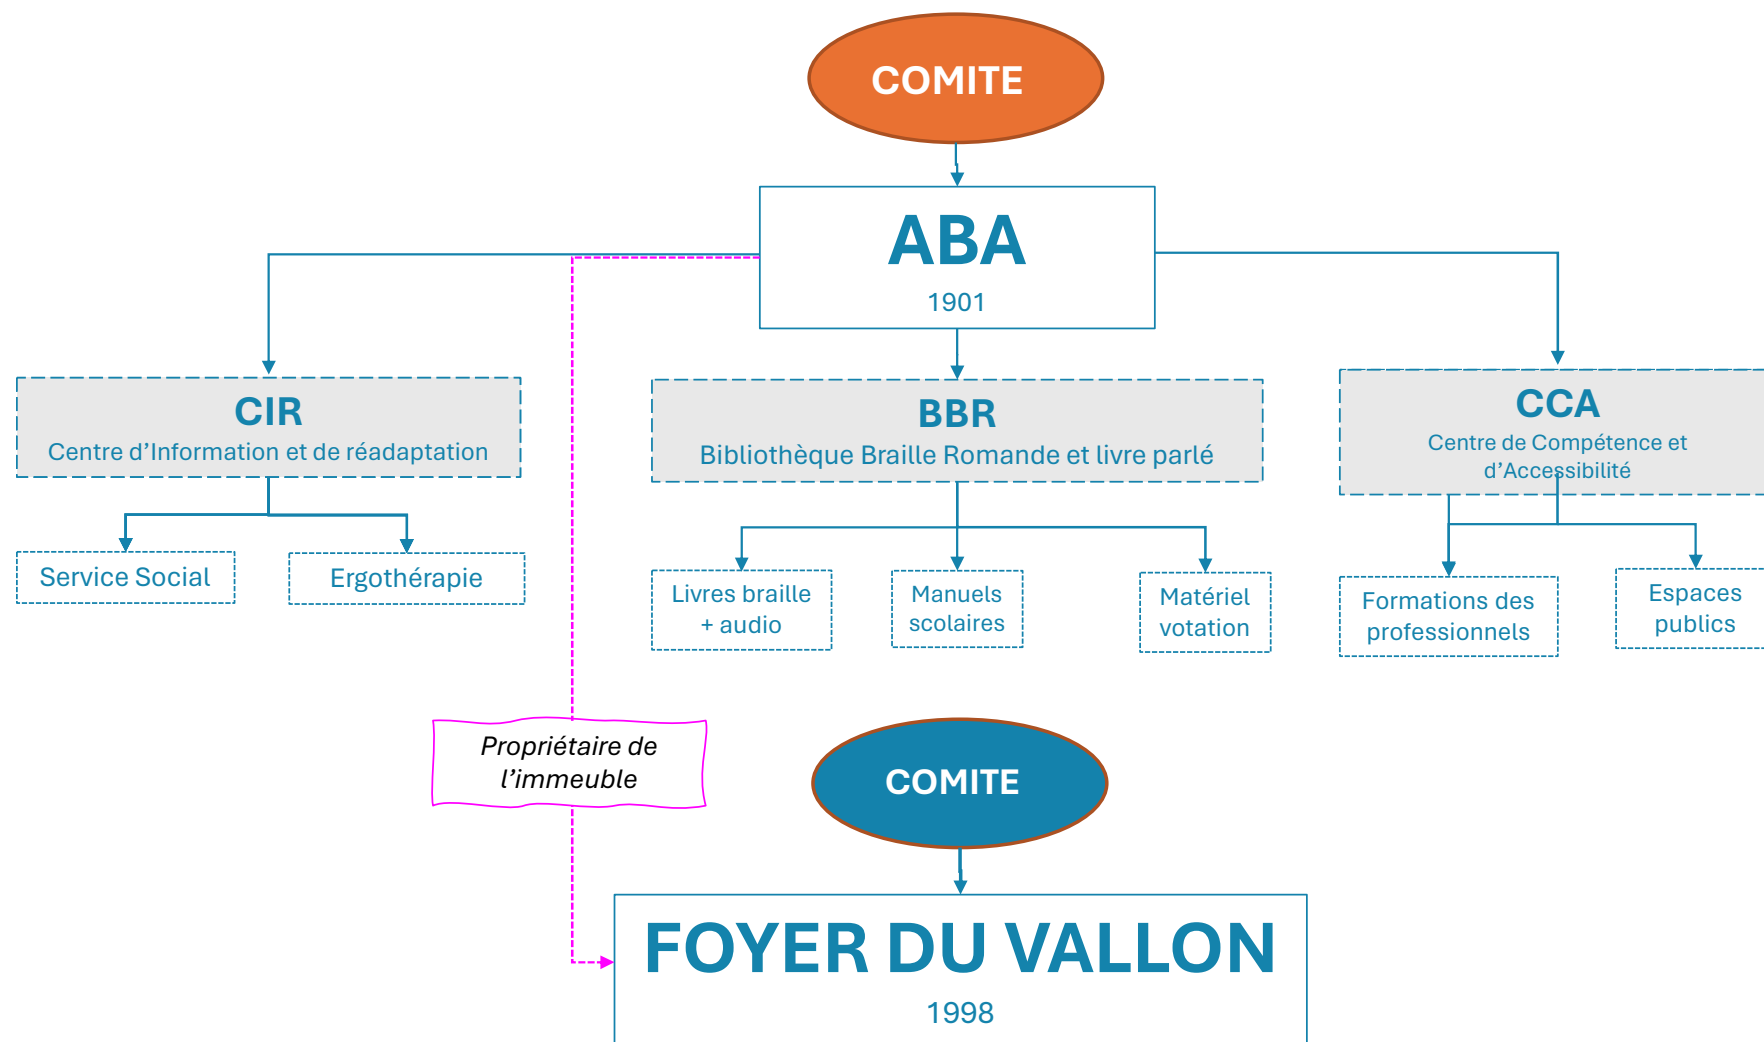 COMITE
ABA
1901
CIR
Centre d'Information et de réadaptation
BBR
Bibliothèque Braille Romande et livre parlé
CCA
Centre de Compétence et
d'Accessibilité
Service Social
Ergothérapie
Livres braille
+ audio
Manuels
scolaires
Matériel
votation
Formations des
professionnels
Espaces
publics
Propriétaire de
l'immeuble
COMITE
FOYER DU VALLON
1998